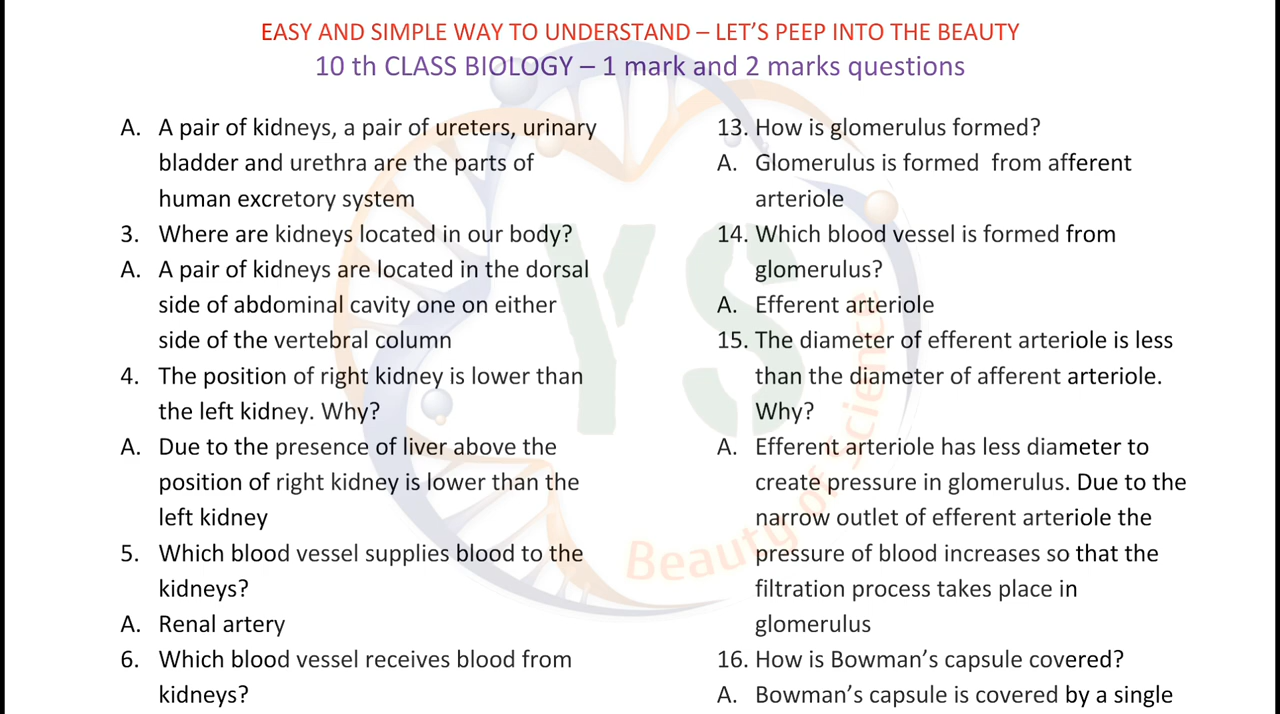 EASY AND SIMPLE WAY TO UNDERSTAND – LET’S PEEP INTO THE BEAUTY
10 th CLASS BIOLOGY – 1 mark and 2 marks questions
A. A pair of kidneys, a pair of ureters, urinary
bladder and urethra are the parts of
human excretory system
3. Where are kidneys located in our body?
A. A pair of kidneys are located in the dorsal
side of abdominal cavity one on either
side of the vertebral column
4. The position of right kidney is lower than
the left kidney. Why?
A. Due to the presence of liver above the
position of right kidney is lower than the
left kidney
5. Which blood vessel supplies blood to the
kidneys?
A. Renal artery
6. Which blood vessel receives blood from
kidneys?
13. How is glomerulus formed?
A. Glomerulus is formed from afferent
arteriole
14. Which blood vessel is formed from
glomerulus?
A. Efferent arteriole
15. The diameter of efferent arteriole is less
than the diameter of afferent arteriole.
Why?
A. Efferent arteriole has less diameter to
create pressure in glomerulus. Due to the
narrow outlet of efferent arteriole the
pressure of blood increases so that the
filtration process takes place in
glomerulus
16. How is Bowman’s capsule covered?
A. Bowman’s capsule is covered by a single
YS
Beauty of Science